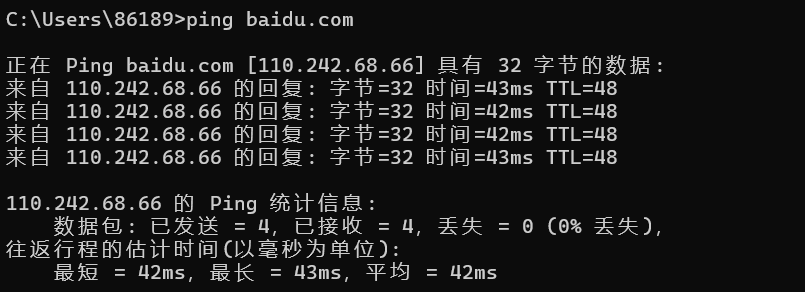 C:\Users\86189>ping baidu.com
正在 Ping baidu.com [110.242.68.66] 具有 32 字节的数据:
来自 110.242.68.66 的回复: 字节=32 时间=43ms TTL=48
来自 110.242.68.66 的回复: 字节=32 时间=42ms TTL=48
来自 110.242.68.66 的回复: 字节=32 时间=42ms TTL=48
来自 110.242.68.66 的回复: 字节=32 时间=43ms TTL=48
110.242.68.66 的 Ping 统计信息:
数据包: 已发送 = 4, 已接收 = 4, 丢失 = 0 (0% 丢失),
往返行程的估计时间(以毫秒为单位):
最短 = 42ms, 最长 = 43ms, 平均 = 42ms